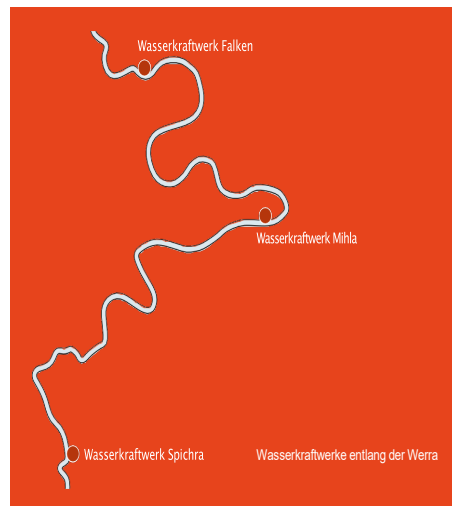 Wasserkraftwerk Falken
Wasserkraftwerk Mihla
Wasserkraftwerk Spichra
Wasserkraftwerke entlang der Werra